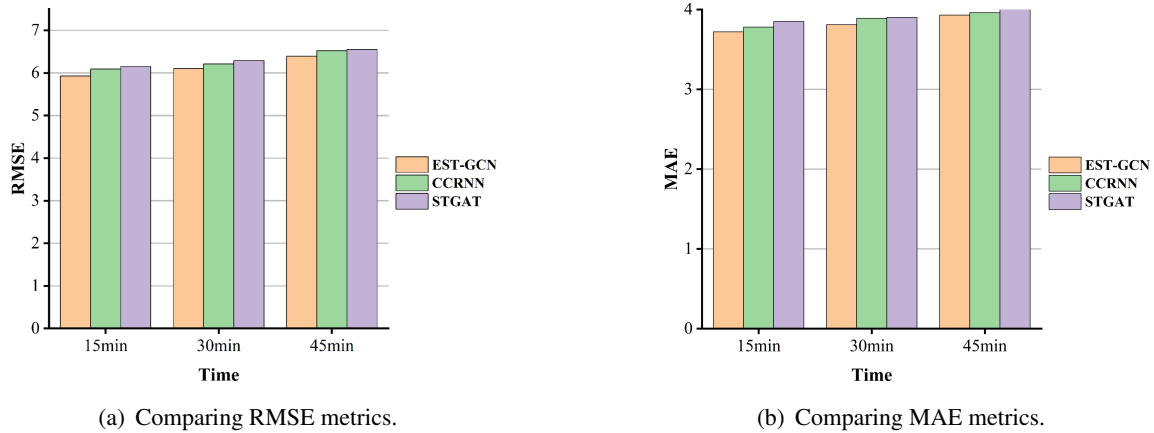 7
6
5
4
3
2
1
0
RMSE
15min
30min
45min
Time
EST-GCN
CCRNN
STGAT
(a) Comparing RMSE metrics.
4
3
2
1
0
MAE
15min
30min
45min
Time
EST-GCN
CCRNN
STGAT
(b) Comparing MAE metrics.